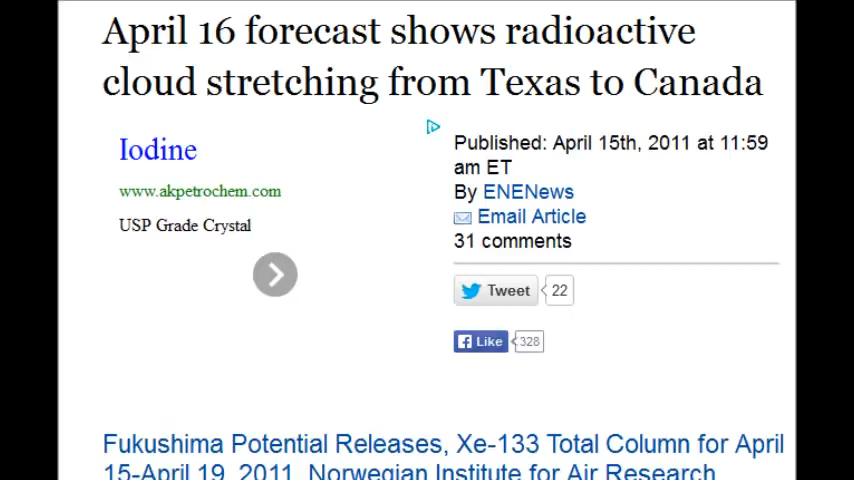 April 16 forecast shows radioactive
cloud stretching from Texas to Canada
Iodine
www.akpetrochem.com
USP Grade Crystal
Published: April 15th, 2011 at 11:59
am ET
By ENENews
Email Article
31 comments
Tweet 22
Like 328
Fukushima Potential Releases, Xe-133 Total Column for April
15-April 19, 2011, Norwegian Institute for Air Research